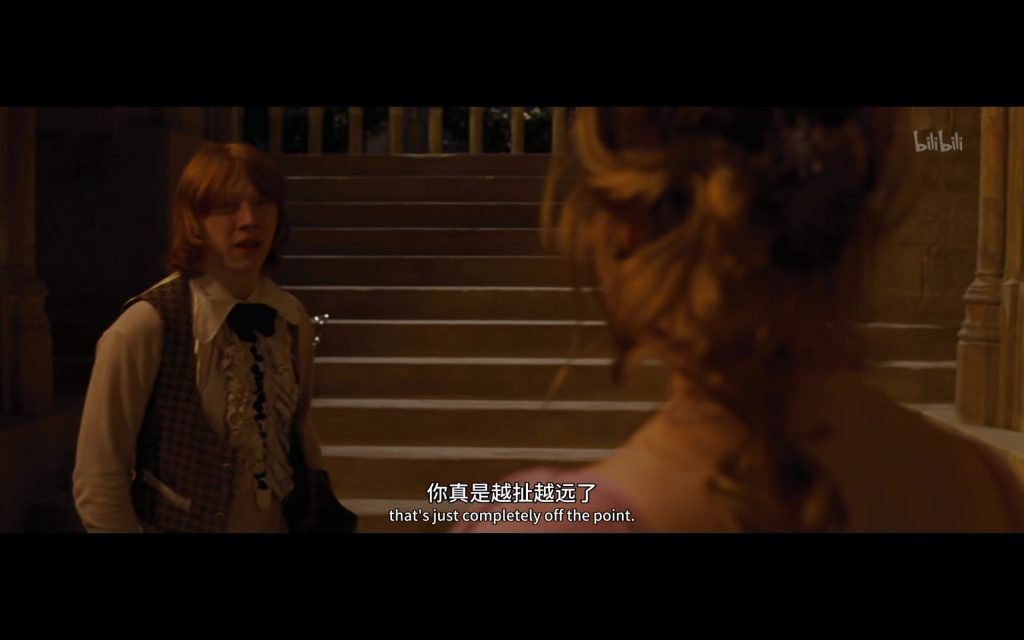 bilibili
你真是越扯越远了
that's just completely off the point.